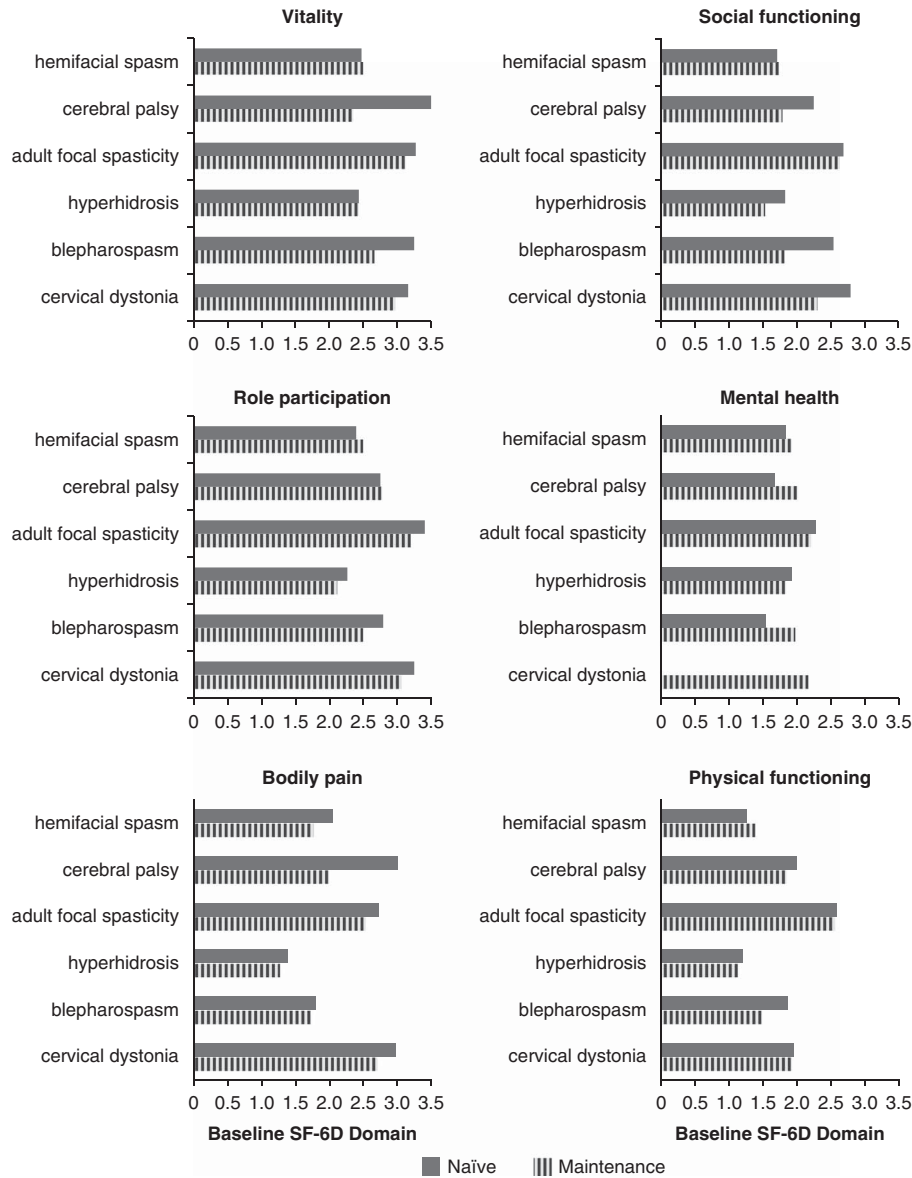 Vitality
hemifacial spasm
cerebral palsy
adult focal spasticity
hyperhidrosis
blepharospasm
cervical dystonia
0 0.5 1.0 1.5 2.0 2.5 3.0 3.5
Social functioning
hemifacial spasm
cerebral palsy
adult focal spasticity
hyperhidrosis
blepharospasm
cervical dystonia
0 0.5 1.0 1.5 2.0 2.5 3.0 3.5
Role participation
hemifacial spasm
cerebral palsy
adult focal spasticity
hyperhidrosis
blepharospasm
cervical dystonia
0 0.5 1.0 1.5 2.0 2.5 3.0 3.5
Mental health
hemifacial spasm
cerebral palsy
adult focal spasticity
hyperhidrosis
blepharospasm
cervical dystonia
0 0.5 1.0 1.5 2.0 2.5 3.0 3.5
Bodily pain
hemifacial spasm
cerebral palsy
adult focal spasticity
hyperhidrosis
blepharospasm
cervical dystonia
0 0.5 1.0 1.5 2.0 2.5 3.0 3.5
Baseline SF-6D Domain
Physical functioning
hemifacial spasm
cerebral palsy
adult focal spasticity
hyperhidrosis
blepharospasm
cervical dystonia
0 0.5 1.0 1.5 2.0 2.5 3.0 3.5
Baseline SF-6D Domain
Naïve Maintenance